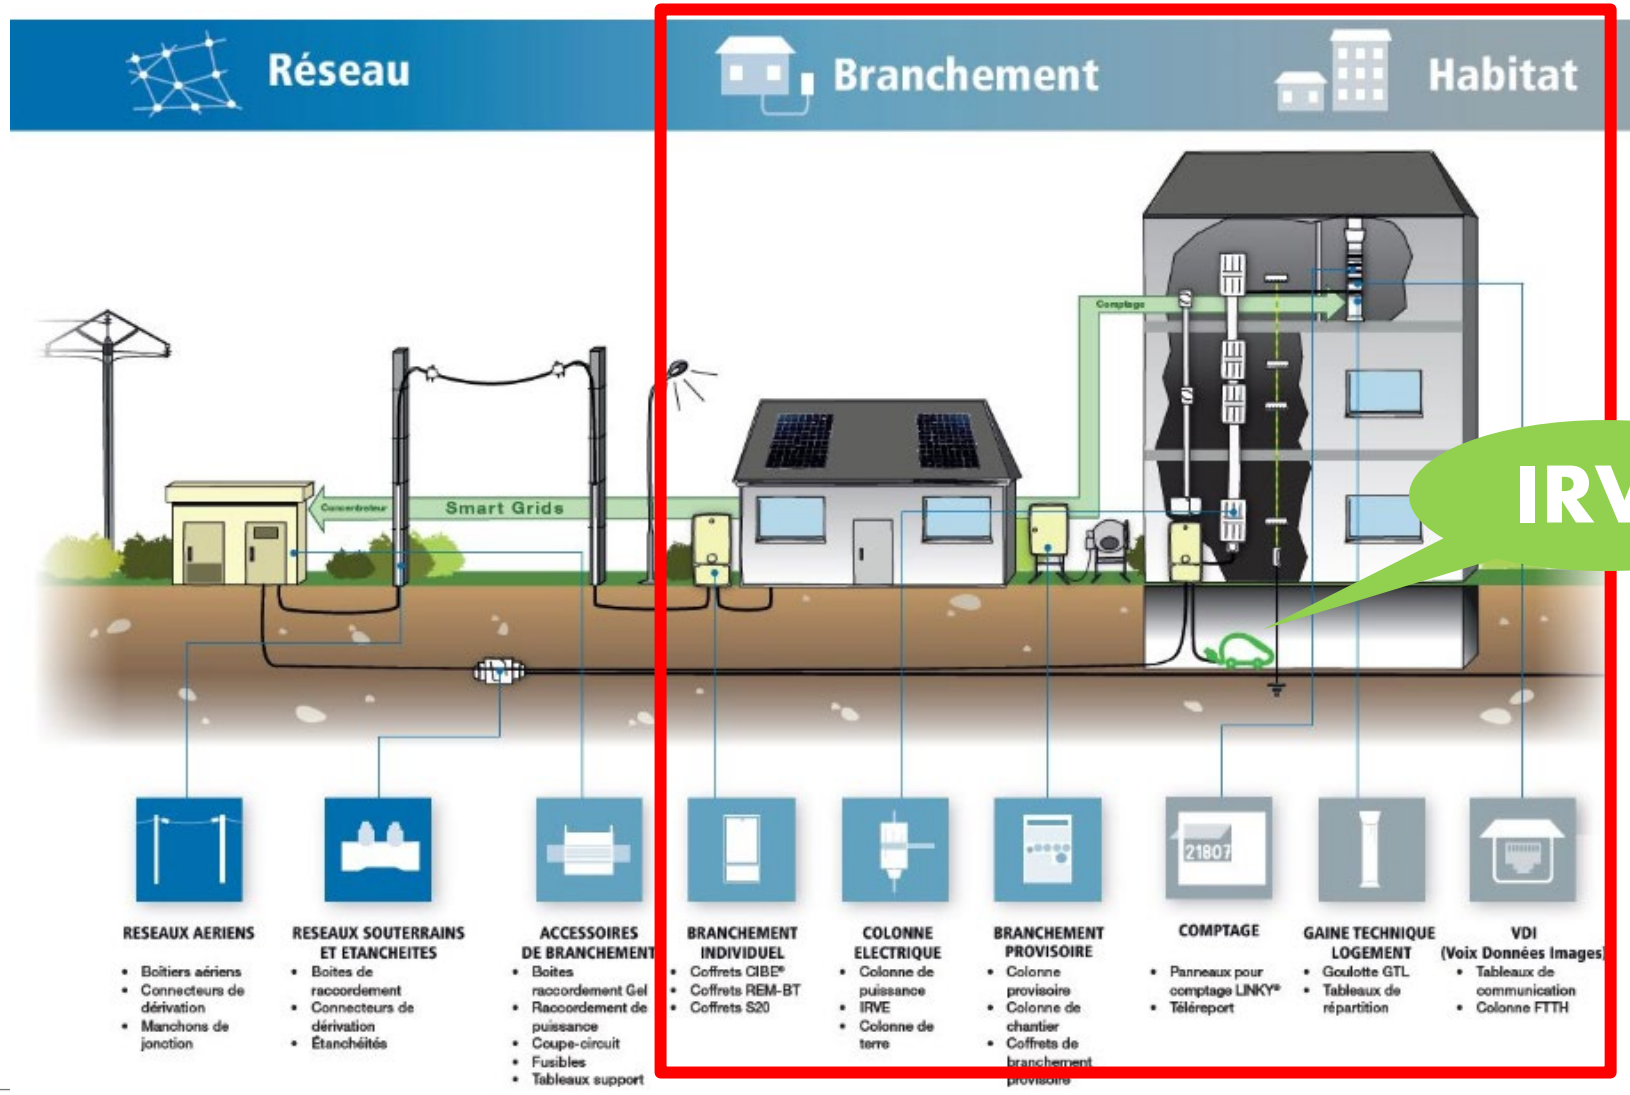 Réseau
Branchement
Habitat
Comptage
Concentrateur
Smart Grids
IRV
21807
RESEAUX AERIENS
• Boîtiers aériens
• Connecteurs de
dérivation
• Manchons de
jonction
RESEAUX SOUTERRAINS
ET ETANCHEITES
• Boites de
raccordement
• Connecteurs de
dérivation
• Étanchéités
ACCESSOIRES
DE BRANCHEMENT
• Boites
raccordement Gel
• Raccordement de
puissance
• Coupe-circuit
• Fusibles
• Tableaux support
BRANCHEMENT
INDIVIDUEL
• Coffrets CIBE®
• Coffrets REM-BT
• Coffrets S20
COLONNE
ELECTRIQUE
• Colonne de
puissance
• IRVE
• Colonne de
terre
BRANCHEMENT
PROVISOIRE
• Colonne
provisoire
• Colonne de
chantier
• Coffrets de
branchement
provisoire
COMPTAGE
• Panneaux pour
comptage LINKY®
• Téléreport
GAINE TECHNIQUE
LOGEMENT
• Goulotte GTL
• Tableaux de
répartition
VDI
(Voix Données Images)
• Tableaux de
communication
• Colonne FTTH